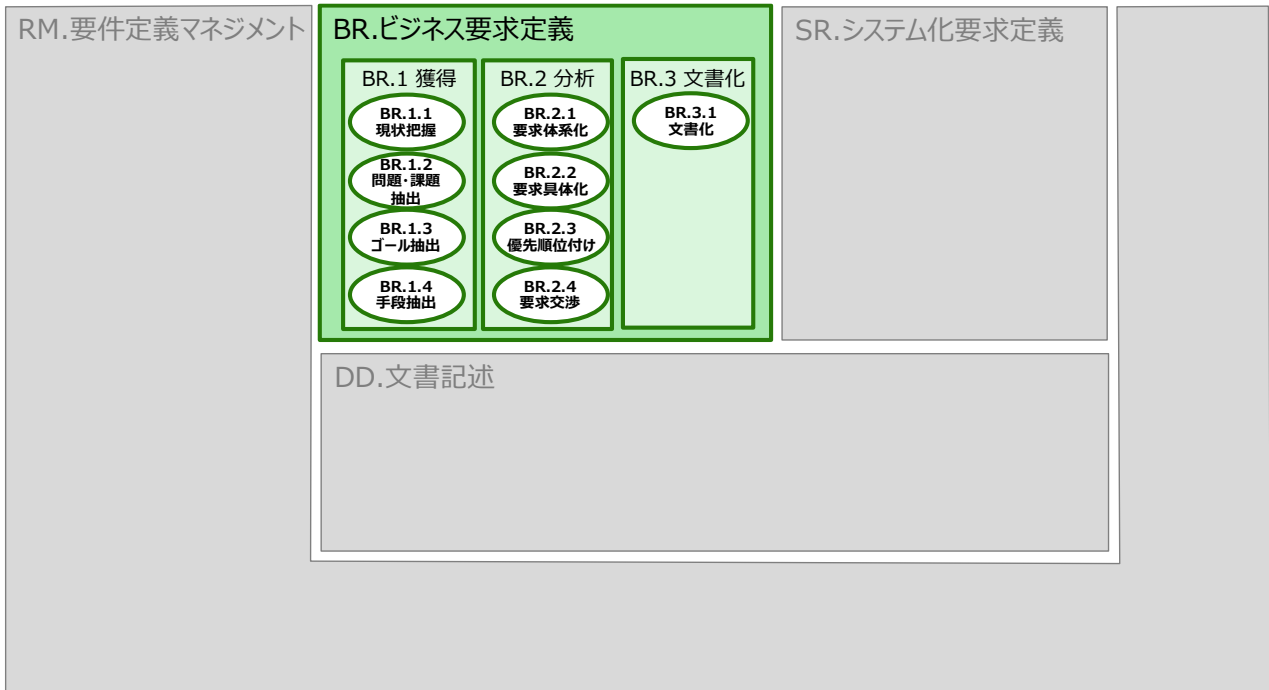 RM.要件定義マネジメント
BR.ビジネス要求定義
BR.1 獲得
BR.1.1
現状把握
BR.1.2
問題・課題
抽出
BR.1.3
ゴール抽出
BR.1.4
手段抽出
BR.2 分析
BR.2.1
要求体系化
BR.2.2
要求具体化
BR.2.3
優先順位付け
BR.2.4
要求交渉
BR.3 文書化
BR.3.1
文書化
SR.システム化要求定義
DD.文書記述